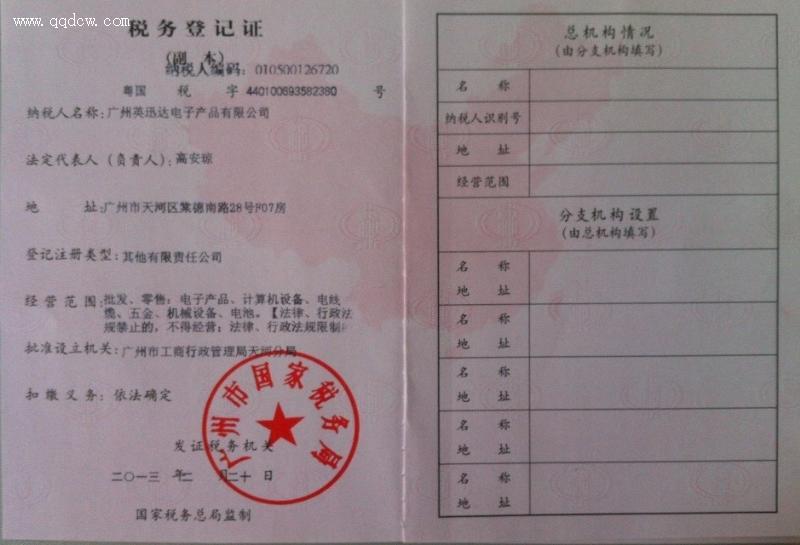 www.qqdcw.com
税务登记证
(副 本)
纳税人编码：010500126720
粤国 税 字 440100693582380 号
纳税人名称：广州英迅达电子产品有限公司
法定代表人（负责人）：高安琼
地 址：广州市天河区棠德南路28号F07房
登记注册类型：其他有限责任公司
经营范围：批发、零售：电子产品、计算机设备、电线
缆、五金、机械设备、电池。【法律、行政法
规禁止的，不得经营；法律、行政法规限制
批准设立机关：广州市工商行政管理局天河分局
扣缴义务：依法确定
广州市国家税务局
发证税务机关
二〇一三 年 二 月 二十 日
国家税务总局监制
总机构情况
(由分支机构填写)
名 称
纳税人识别号
地 址
经营范围
分支机构设置
(由总机构填写)
名 称
地 址
名 称
地 址
名 称
地 址
名 称
地 址
名 称
地 址